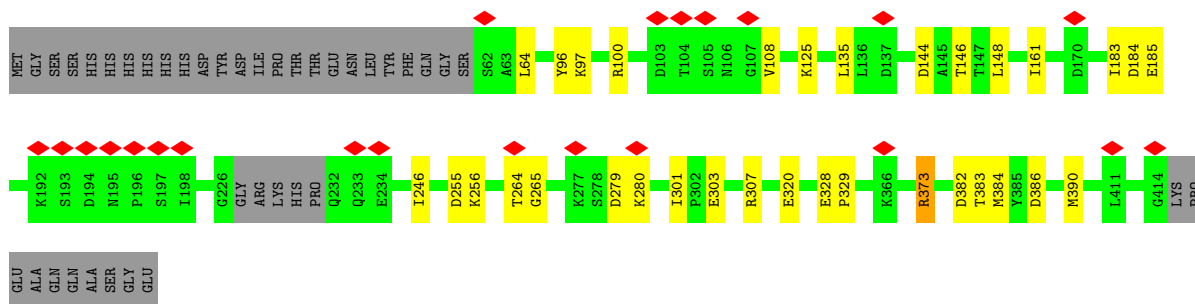 MET GLY SER SER HIS HIS HIS HIS HIS HIS ASP TYR ASP ILE PRO THR THR GLU ASN LEU TYR PHE GLN GLY SER S62 A63 L64 Y96 K97 R100 D103 T104 S105 N106 G107 V108 K125 L135 L136 D137 D144 A145 T146 T147 L148 I161 D170 I183 D184 E185
K192 S193 D194 N195 P196 S197 I198 G226 GLY ARG LYS HIS PRO Q232 Q233 E234 I246 D255 K256 T264 G265 K277 S278 D279 K280 I301 P302 E303 R307 E320 E328 P329 K366 R373 D382 T383 M384 Y385 D386 M390 L411 G414 LYS PRO
GLU ALA GLN GLN ALA SER GLY GLU